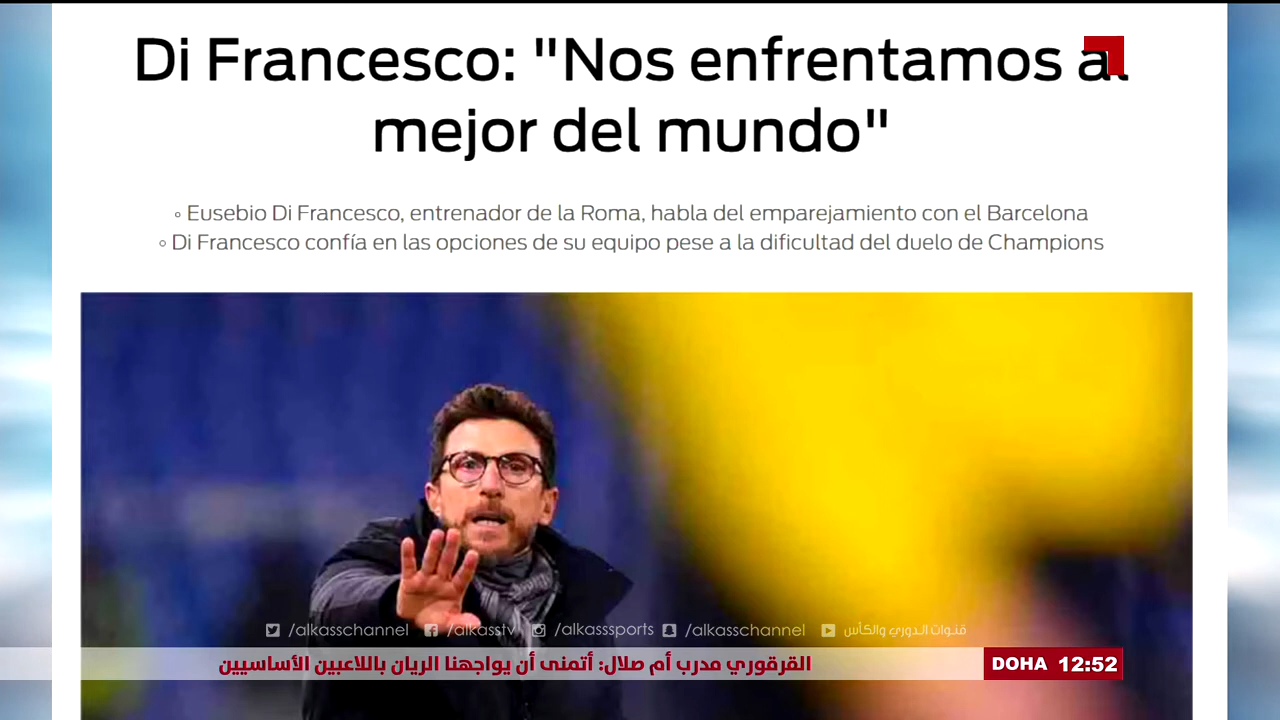 Di Francesco: "Nos enfrentamos al
mejor del mundo"
◦ Eusebio Di Francesco, entrenador de la Roma, habla del emparejamiento con el Barcelona
◦ Di Francesco confía en las opciones de su equipo pese a la dificultad del duelo de Champions
/alkasschannel /alkasstv /alkasssports /alkasschannel قنوات الدوري والكأس
القرقوري مدرب أم صلال: أتمنى أن يواجهنا الريان باللاعبين الأساسيين
DOHA 12:52